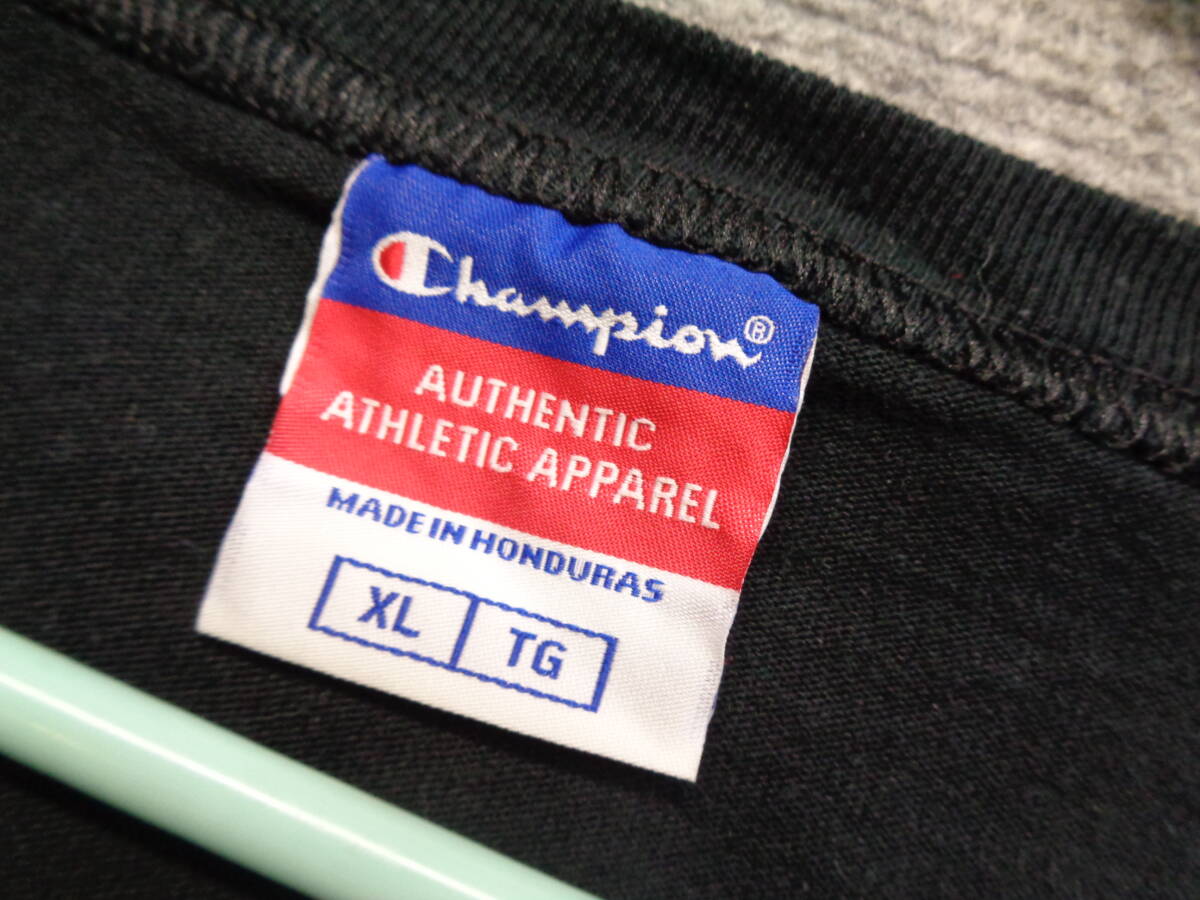 Champion®
AUTHENTIC
ATHLETIC APPAREL
MADE IN HONDURAS
XL TG